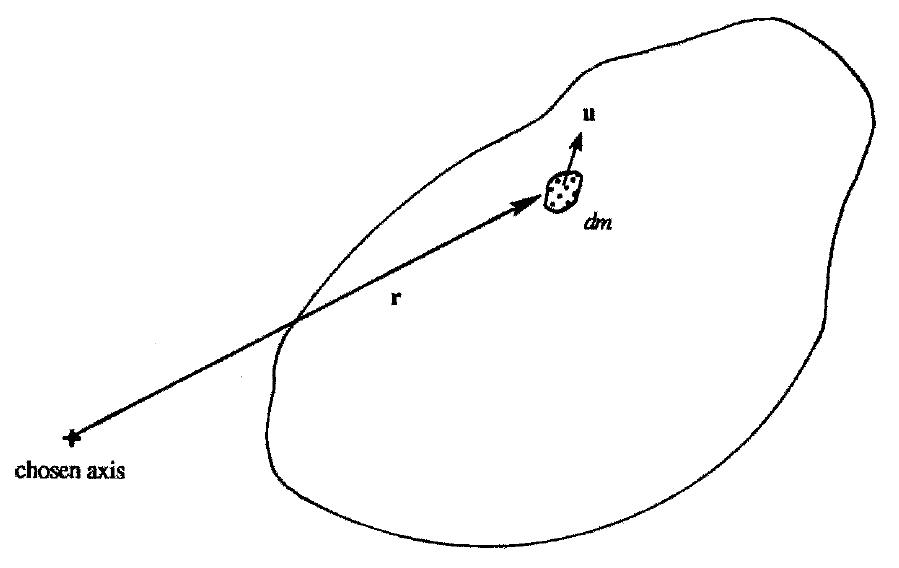 u
dm
r
chosen axis